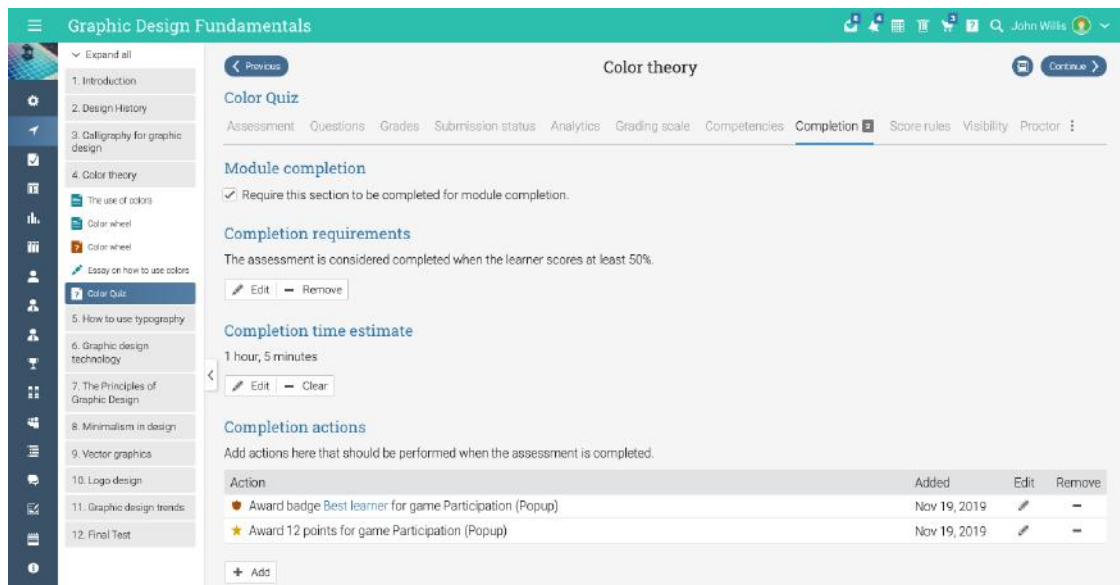 Graphic Design Fundamentals
John Willis
Expand all
1. Introduction
2. Design History
3. Calligraphy for graphic
design
4. Color theory
The use of colors
Color wheel
Color wheel
Essay on how to use colors
Color Quiz
5. How to use typography
6. Graphic design
technology
7. The Principles of
Graphic Design
8. Minimalism in design
9. Vector graphics
10. Logo design
11. Graphic design trends
12. Final Test
Previous
Color theory
Continue
Color Quiz
Assessment Questions Grades Submission status Analytics Grading scale Competencies Completion 2 Score rules Visibility Proctor
Module completion
Require this section to be completed for module completion.
Completion requirements
The assessment is considered completed when the learner scores at least 50%.
Edit Remove
Completion time estimate
1 hour, 5 minutes
Edit Clear
Completion actions
Add actions here that should be performed when the assessment is completed.
Action Added Edit Remove
Award badge Best learner for game Participation (Popup) Nov 19, 2019
Award 12 points for game Participation (Popup) Nov 19, 2019
+ Add